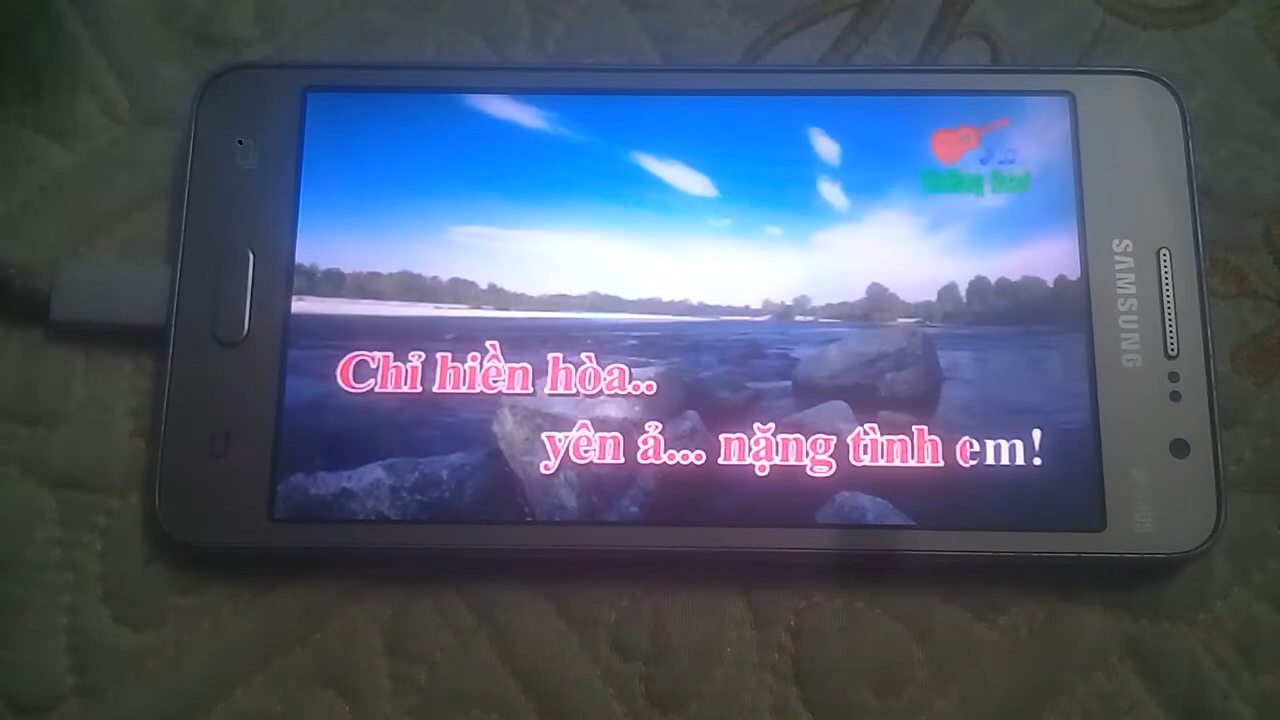 Chỉ hiền hòa..
yên ả... nặng tình em!
SAMSUNG